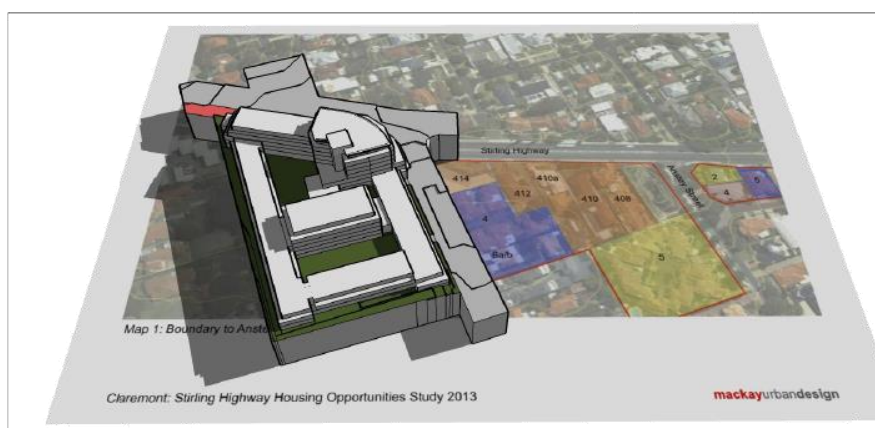 Stirling Highway
Anstey Street
414
410a
412
410
408
4
8a/b
2
4
5
5
Map 1: Boundary to Anste
Claremont: Stirling Highway Housing Opportunities Study 2013
mackayurbandesign